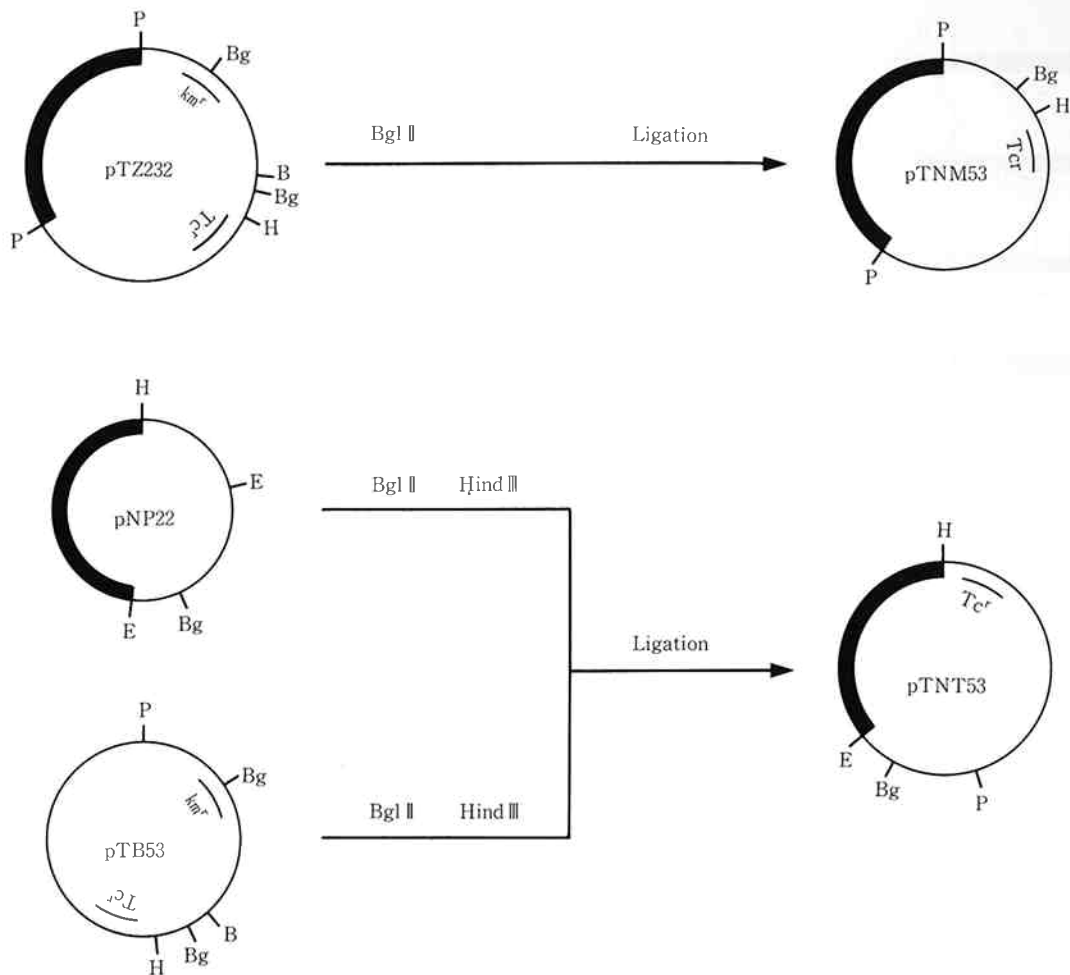 P
Bg
kmʳ
pTZ232
B
Bg
H
Tcʳ
P
Bgl Ⅱ Ligation
P
Bg
H
Tcr
pTNM53
P
H
E
pNP22
Bg
E
Bgl Ⅱ Hind Ⅲ
P
Bg
kmʳ
pTB53
Tcʳ
B
Bg
H
Bgl Ⅱ Hind Ⅲ
Ligation
H
Tcʳ
pTNT53
E
Bg
P